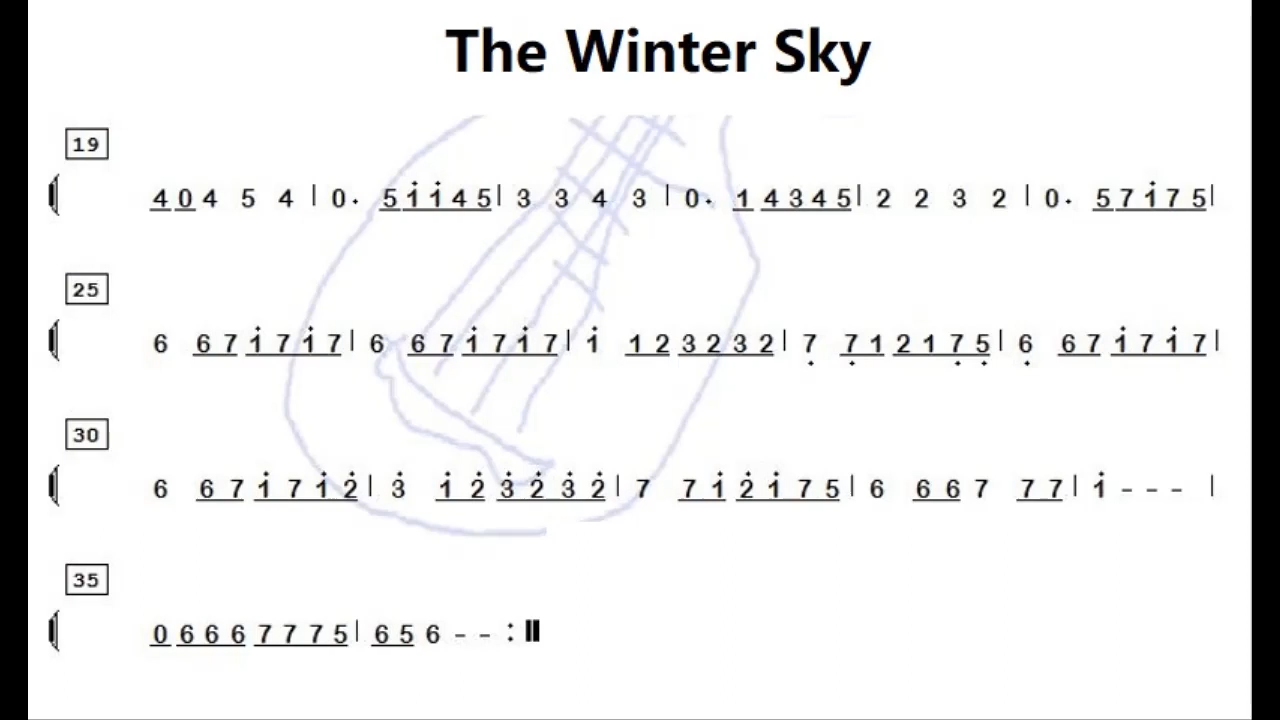 The Winter Sky
19
4 0 4 5 4 | 0· 5 1̇ 1̇ 4 5 | 3 3 4 3 | 0· 1 4 3 4 5 | 2 2 3 2 | 0· 5 7 1̇ 7 5 |
25
6 6 7 1̇ 7 1̇ 7 | 6 6 7 1̇ 7 1̇ 7 | 1̇ 1 2 3 2 3 2 | 7̣ 7̣ 1 2 1 7̣ 5̣ | 6̣ 6 7 1̇ 7 1̇ 7 |
30
6 6 7 1̇ 7 1̇ 2̇ | 3̇ 1̇ 2̇ 3̇ 2̇ 3̇ 2̇ | 7 7 1̇ 2̇ 1̇ 7 5 | 6 6 6 7 7 7 | 1̇ - - - |
35
0 6 6 6 7 7 7 5 | 6 5 6 - - :||